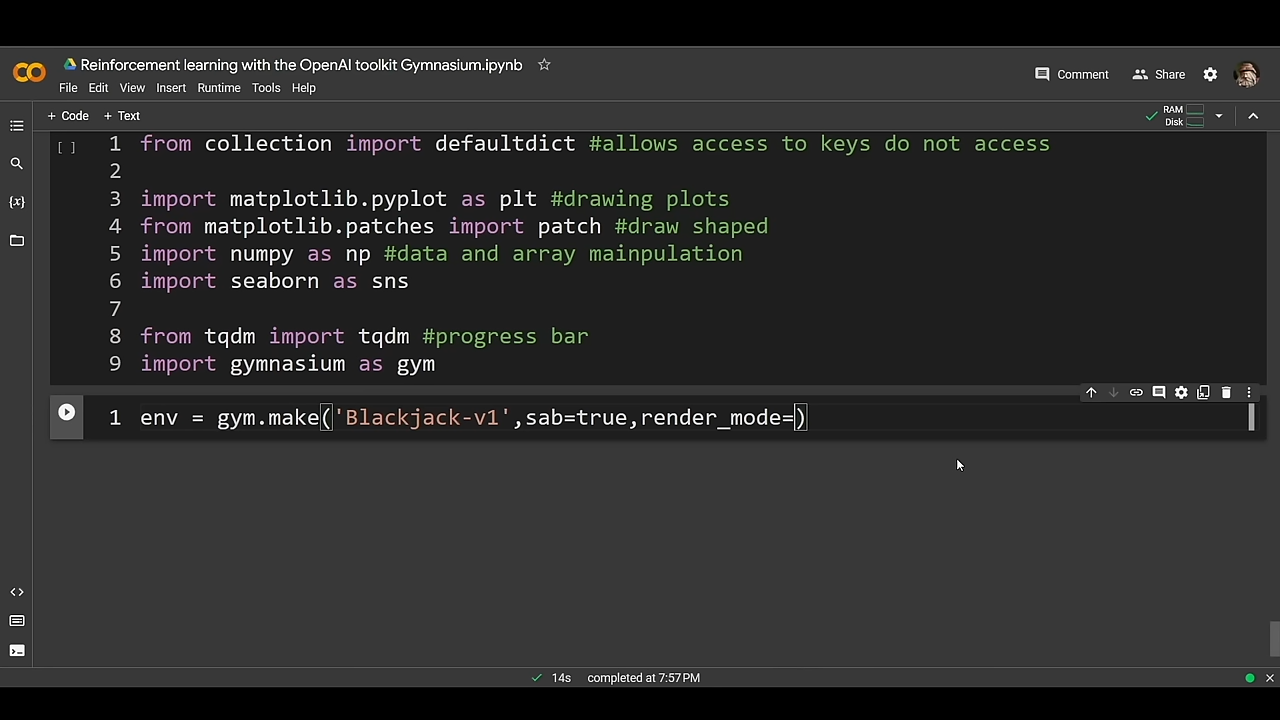 Reinforcement learning with the OpenAI toolkit Gymnasium.ipynb
File Edit View Insert Runtime Tools Help
Comment Share
+ Code + Text
RAM
Disk
[ ] 1 from collection import defaultdict #allows access to keys do not access
2
3 import matplotlib.pyplot as plt #drawing plots
4 from matplotlib.patches import patch #draw shaped
5 import numpy as np #data and array mainpulation
6 import seaborn as sns
7
8 from tqdm import tqdm #progress bar
9 import gymnasium as gym
1 env = gym.make('Blackjack-v1',sab=true,render_mode=)
14s completed at 7:57 PM